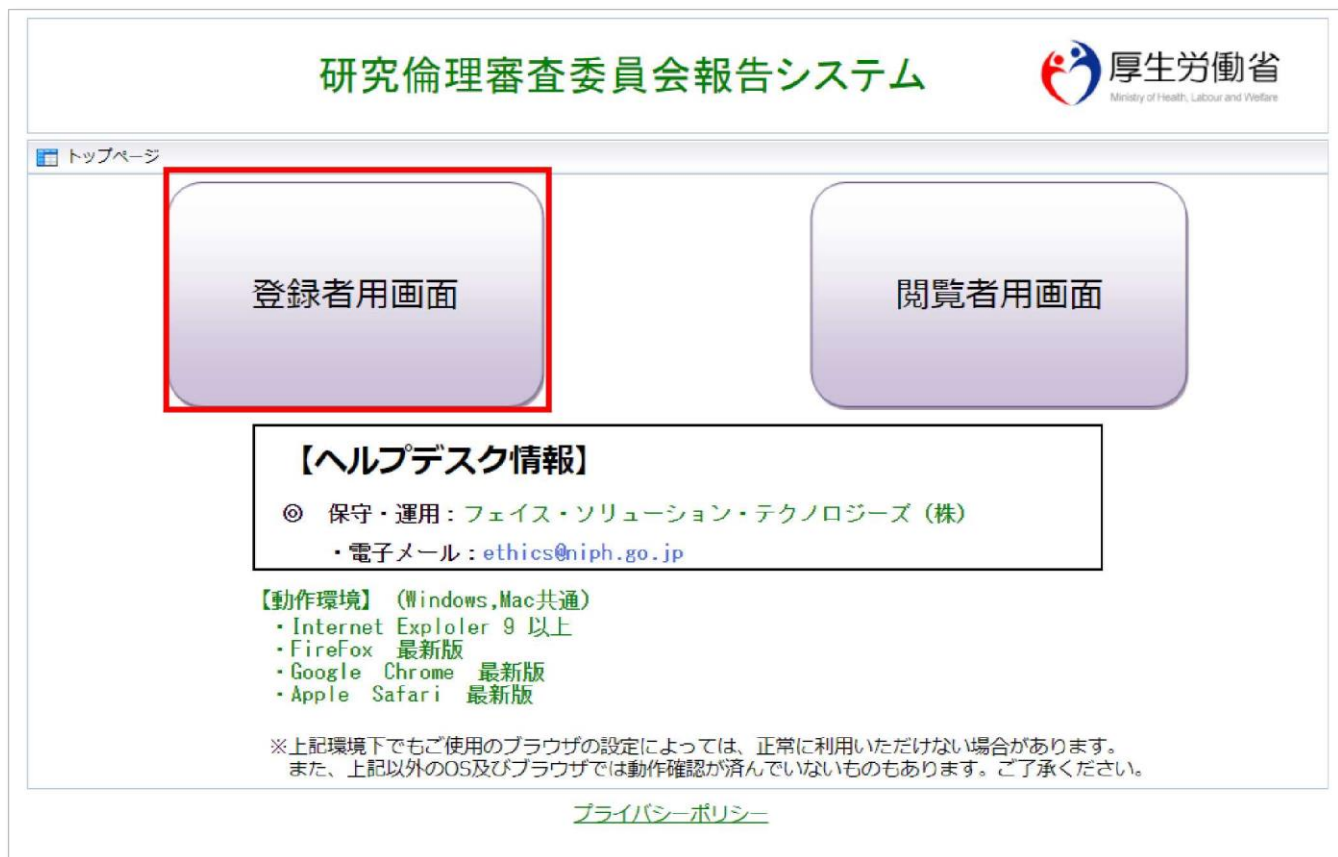 研究倫理審査委員会報告システム
厚生労働省
Ministry of Health, Labour and Welfare
トップページ
登録者用画面
閲覧者用画面
【ヘルプデスク情報】
◎ 保守・運用：フェイス・ソリューション・テクノロジーズ（株）
・電子メール：ethics@niph.go.jp
【動作環境】（Windows,Mac共通）
・Internet Exploler 9 以上
・FireFox 最新版
・Google Chrome 最新版
・Apple Safari 最新版
※上記環境下でもご使用のブラウザの設定によっては、正常に利用いただけない場合があります。
また、上記以外のOS及びブラウザでは動作確認が済んでいないものもあります。ご了承ください。
プライバシーポリシー